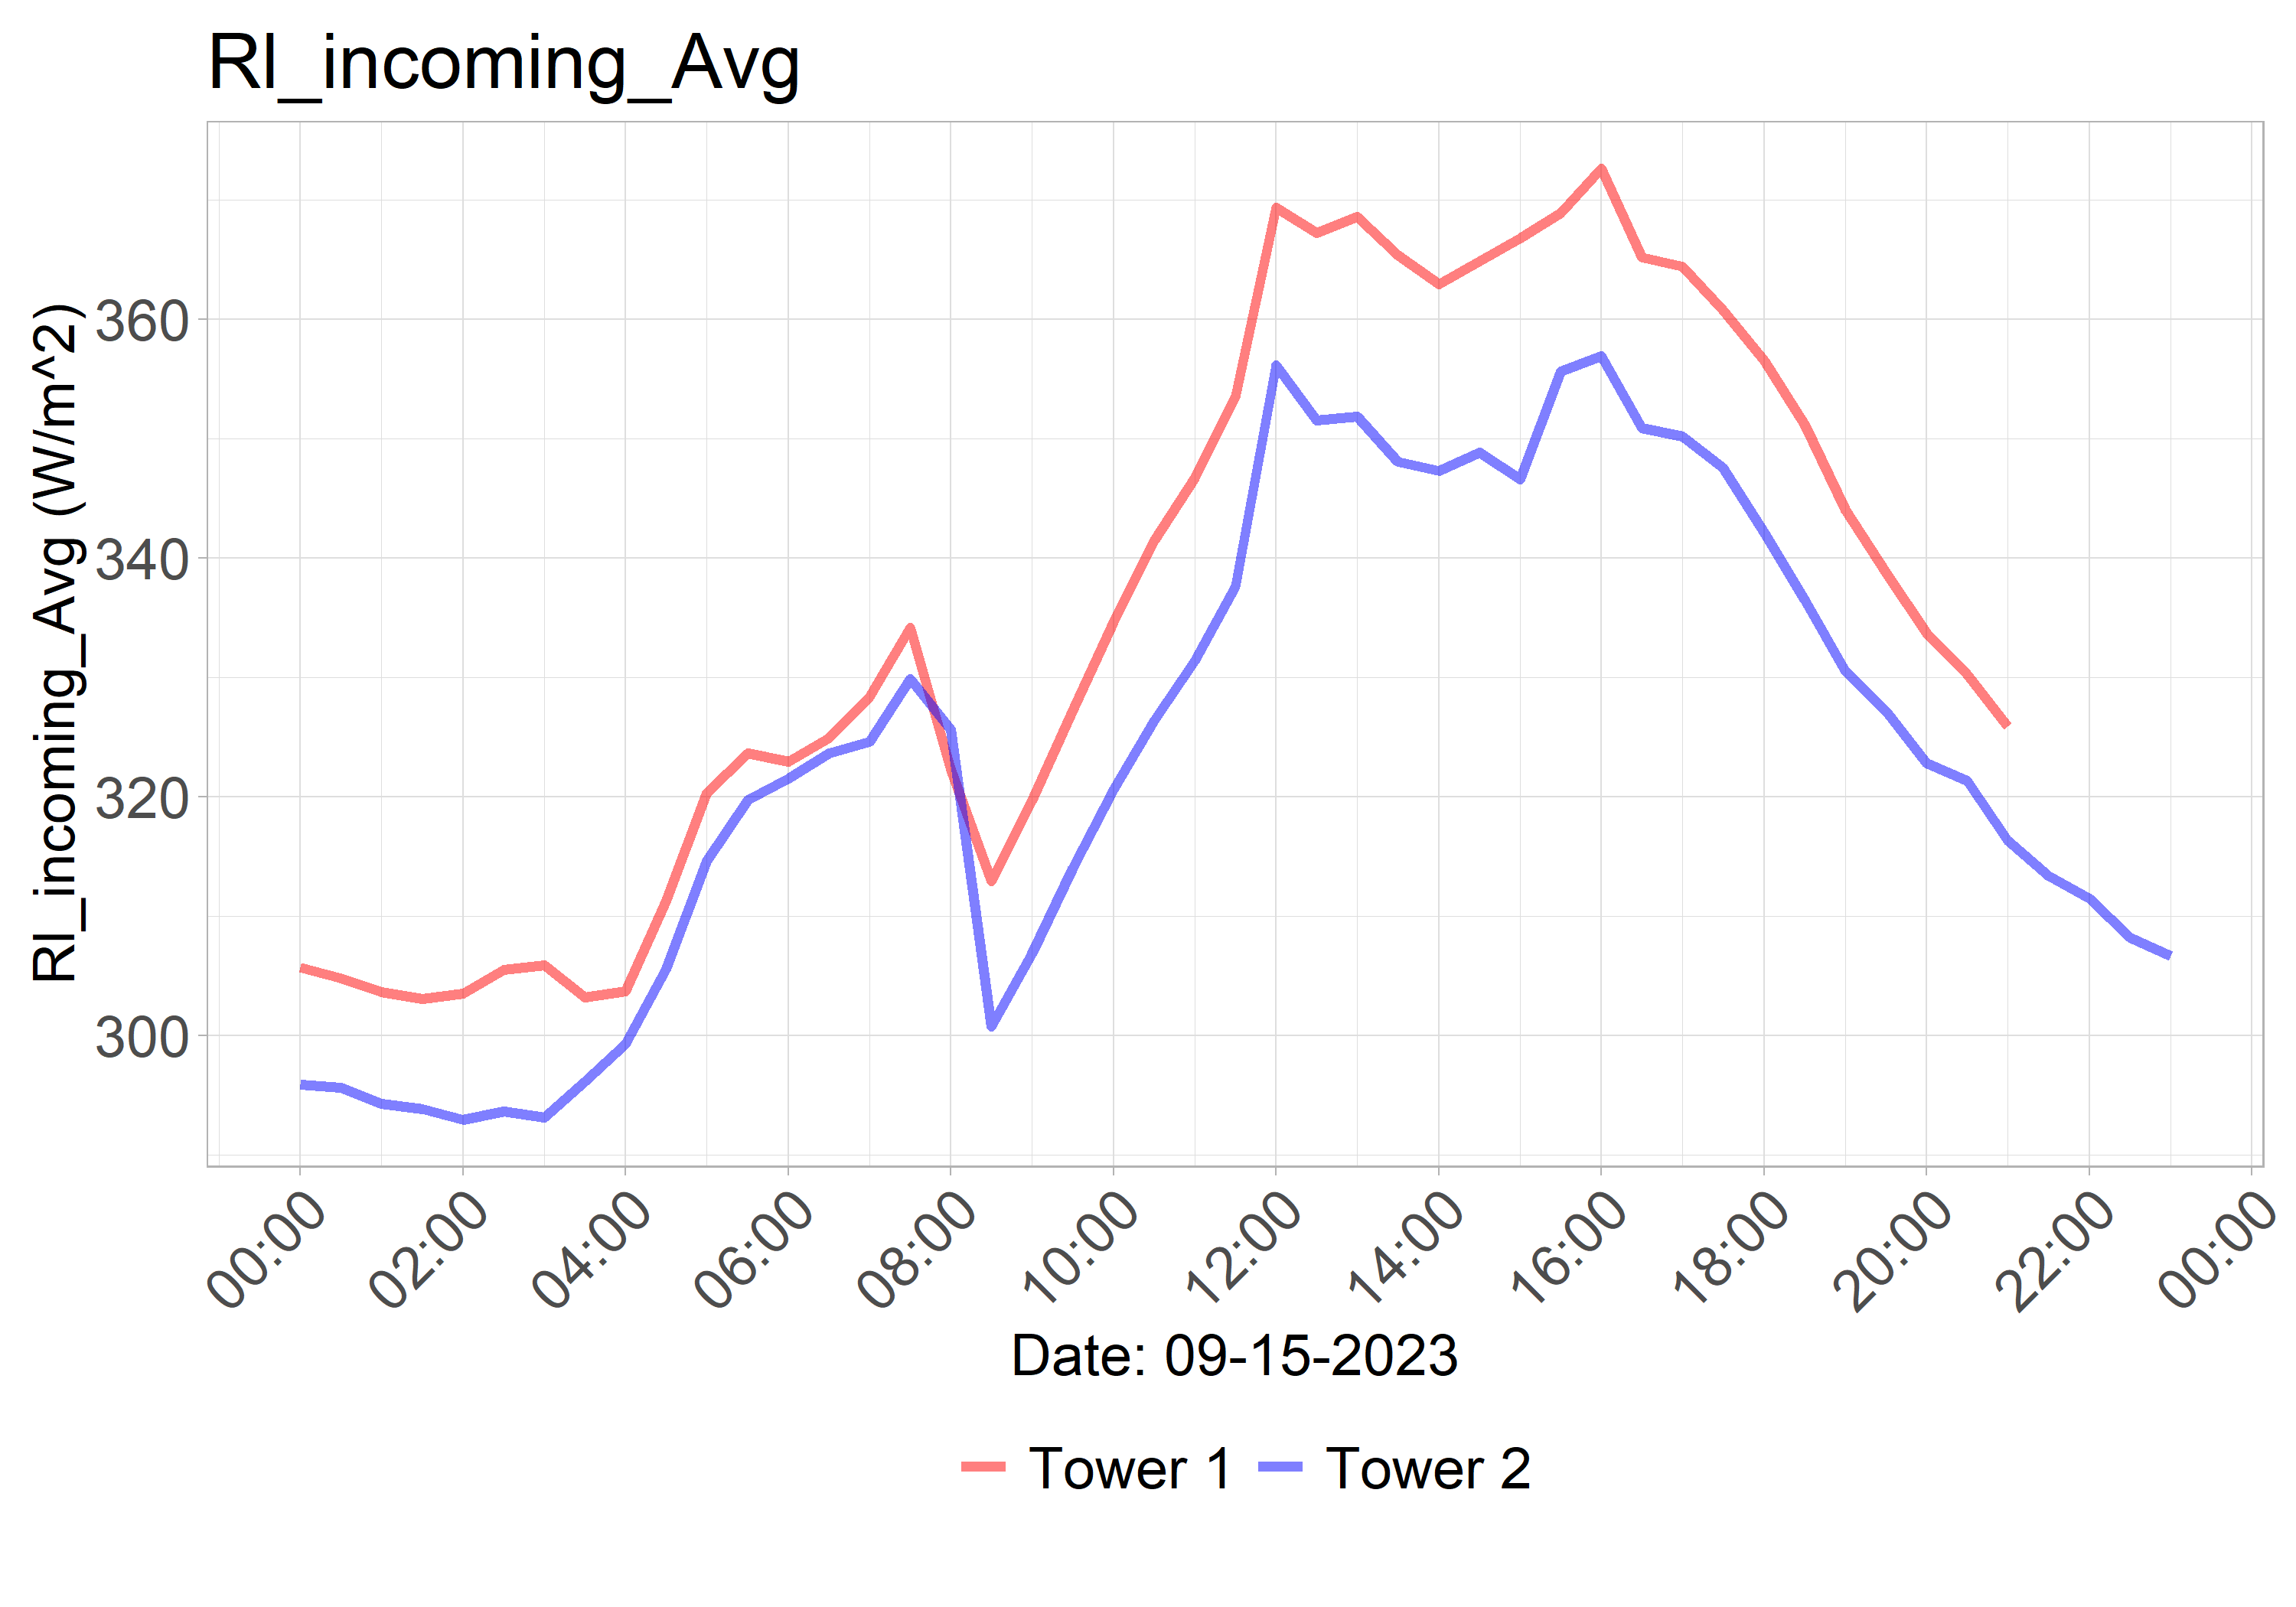 Rl_incoming_Avg
Rl_incoming_Avg (W/m^2)
360
340
320
300
00:00 02:00 04:00 06:00 08:00 10:00 12:00 14:00 16:00 18:00 20:00 22:00 00:00
Date: 09-15-2023
Tower 1 Tower 2